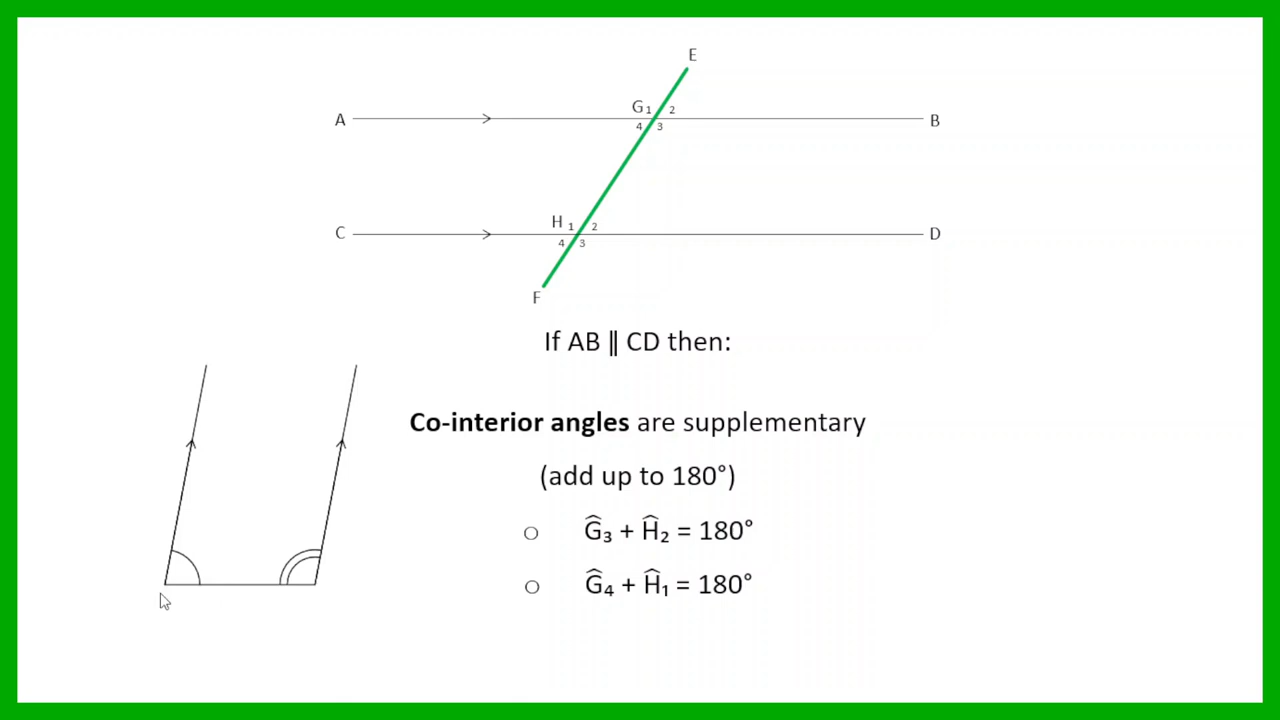 E
G 1 2
A B
4 3
H 1 2
C D
4 3
F
If AB ∥ CD then:
Co-interior angles are supplementary
(add up to 180°)
○ Ĝ₃ + Ĥ₂ = 180°
○ Ĝ₄ + Ĥ₁ = 180°